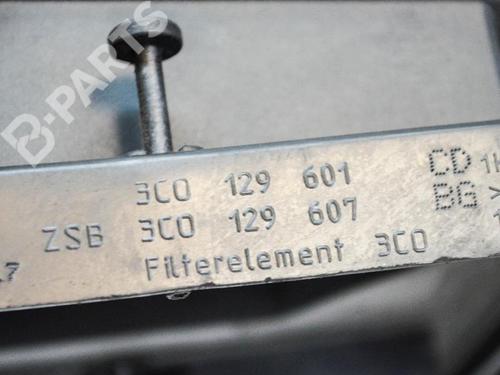 B-PARTS
3C0 129 601 CD
ZSB 3C0 129 607 BG
Filterelement 3C0